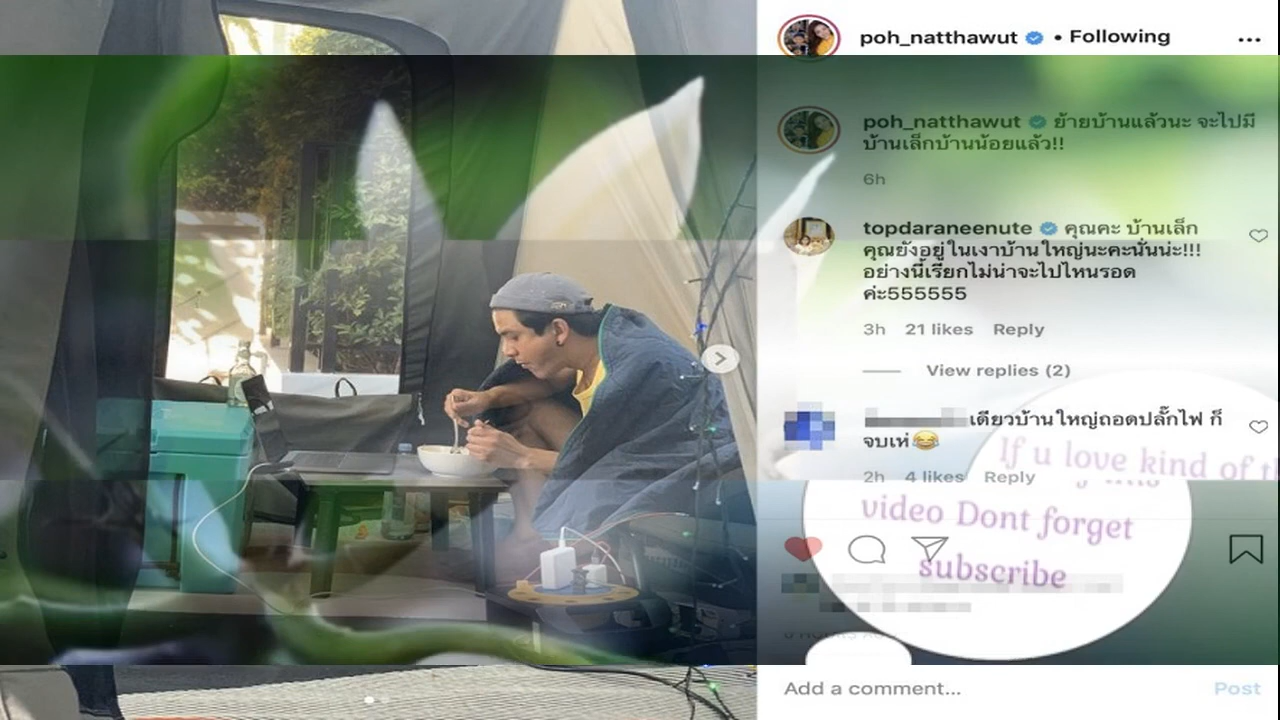 poh_natthawut • Following
poh_natthawut ย้ายบ้านแล้วนะ จะไปมี
บ้านเล็กบ้านน้อยแล้ว!!
6h
topdaraneenute คุณคะ บ้านเล็ก
คุณยังอยู่ในเงาบ้านใหญ่นะคะนั่นน่ะ!!!
อย่างนี้เรียกไม่น่าจะไปไหนรอด
ค่ะ555555
3h 21 likes Reply
View replies (2)
เดียวบ้านใหญ่ถอดปลั๊กไฟ ก็
จบเห่😂
2h 4 likes Reply
If u love kind of
video Dont forget
subscribe
Add a comment... Post